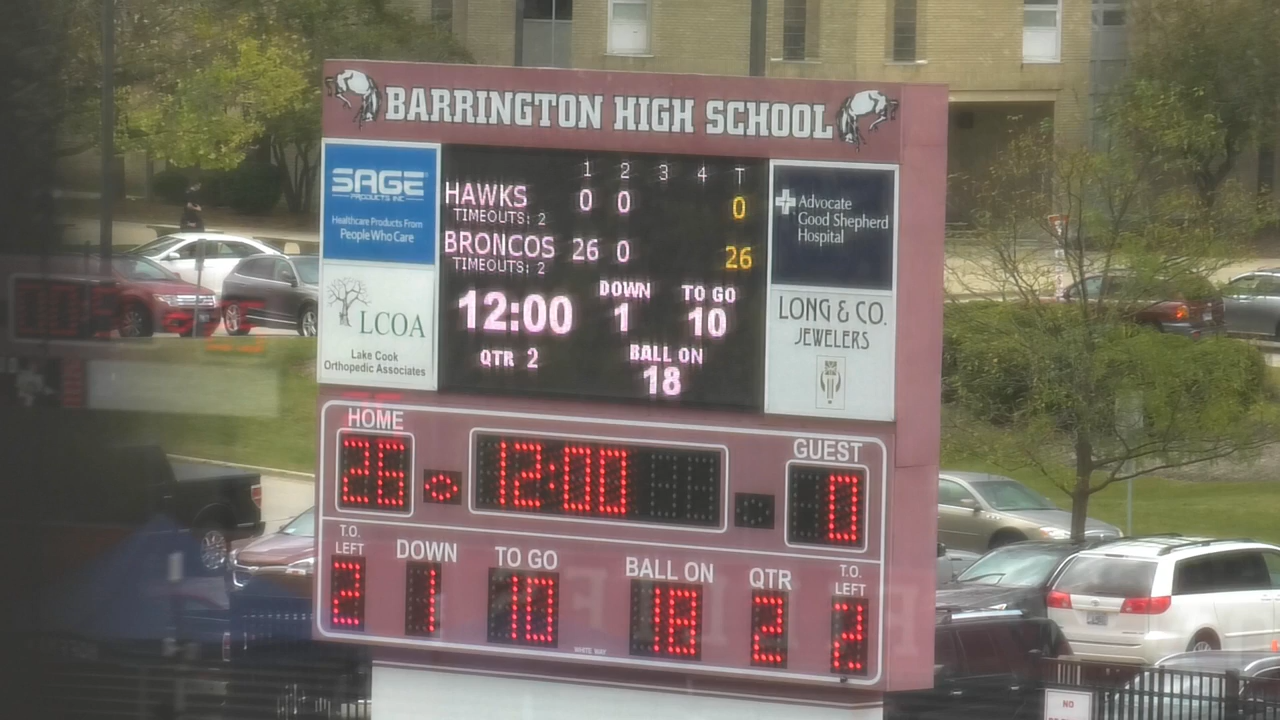 BARRINGTON HIGH SCHOOL
SAGE
PRODUCTS INC
Healthcare Products From
People Who Care
LCOA
Lake Cook
Orthopedic Associates
1 2 3 4 T
HAWKS 0 0 0
TIMEOUTS: 2
BRONCOS 26 0 26
TIMEOUTS: 2
12:00 DOWN 1 TO GO 10
QTR 2 BALL ON 18
Advocate
Good Shepherd
Hospital
LONG & CO.
JEWELERS
HOME GUEST
26 12:00 0
T.O. LEFT DOWN TO GO BALL ON QTR T.O. LEFT
2 1 10 18 2 2
WHITE WAY
NO